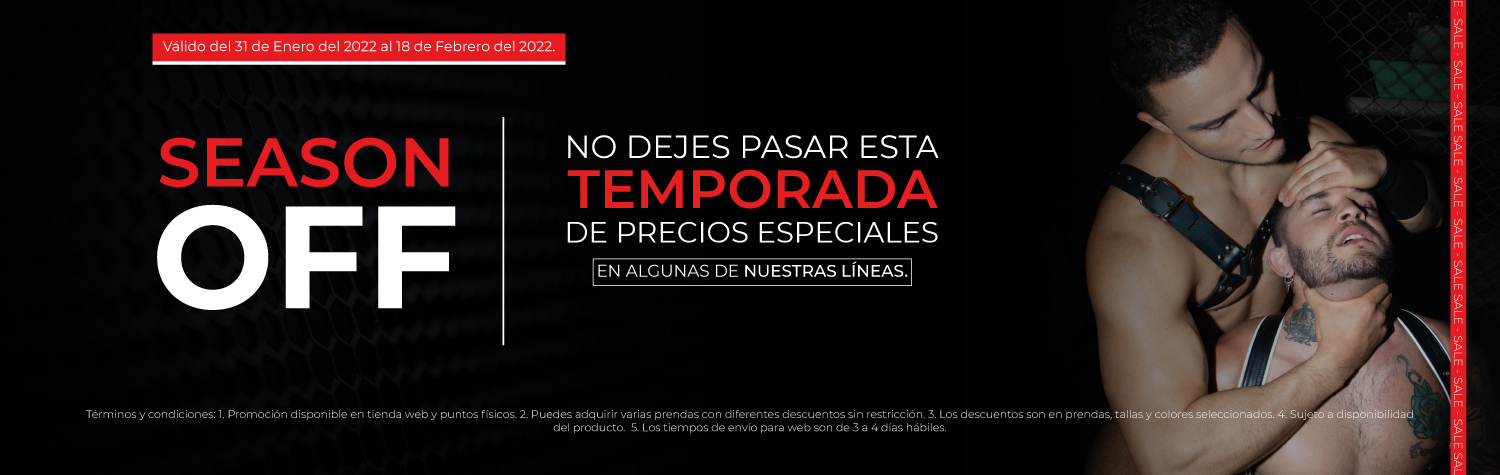 Válido del 31 de Enero del 2022 al 18 de Febrero del 2022.
SEASON
OFF
NO DEJES PASAR ESTA
TEMPORADA
DE PRECIOS ESPECIALES
EN ALGUNAS DE NUESTRAS LÍNEAS.
Términos y condiciones: 1. Promoción disponible en tienda web y puntos físicos. 2. Puedes adquirir varias prendas con diferentes descuentos sin restricción. 3. Los descuentos son en prendas, tallas y colores seleccionados. 4. Sujeto a disponibilidad
del producto. 5. Los tiempos de envío para web son de 3 a 4 días hábiles.
E - SALE - SALE - SALE - SALE - SALE - SALE - SALE SALE - SALE - SALE - SALE - SAL